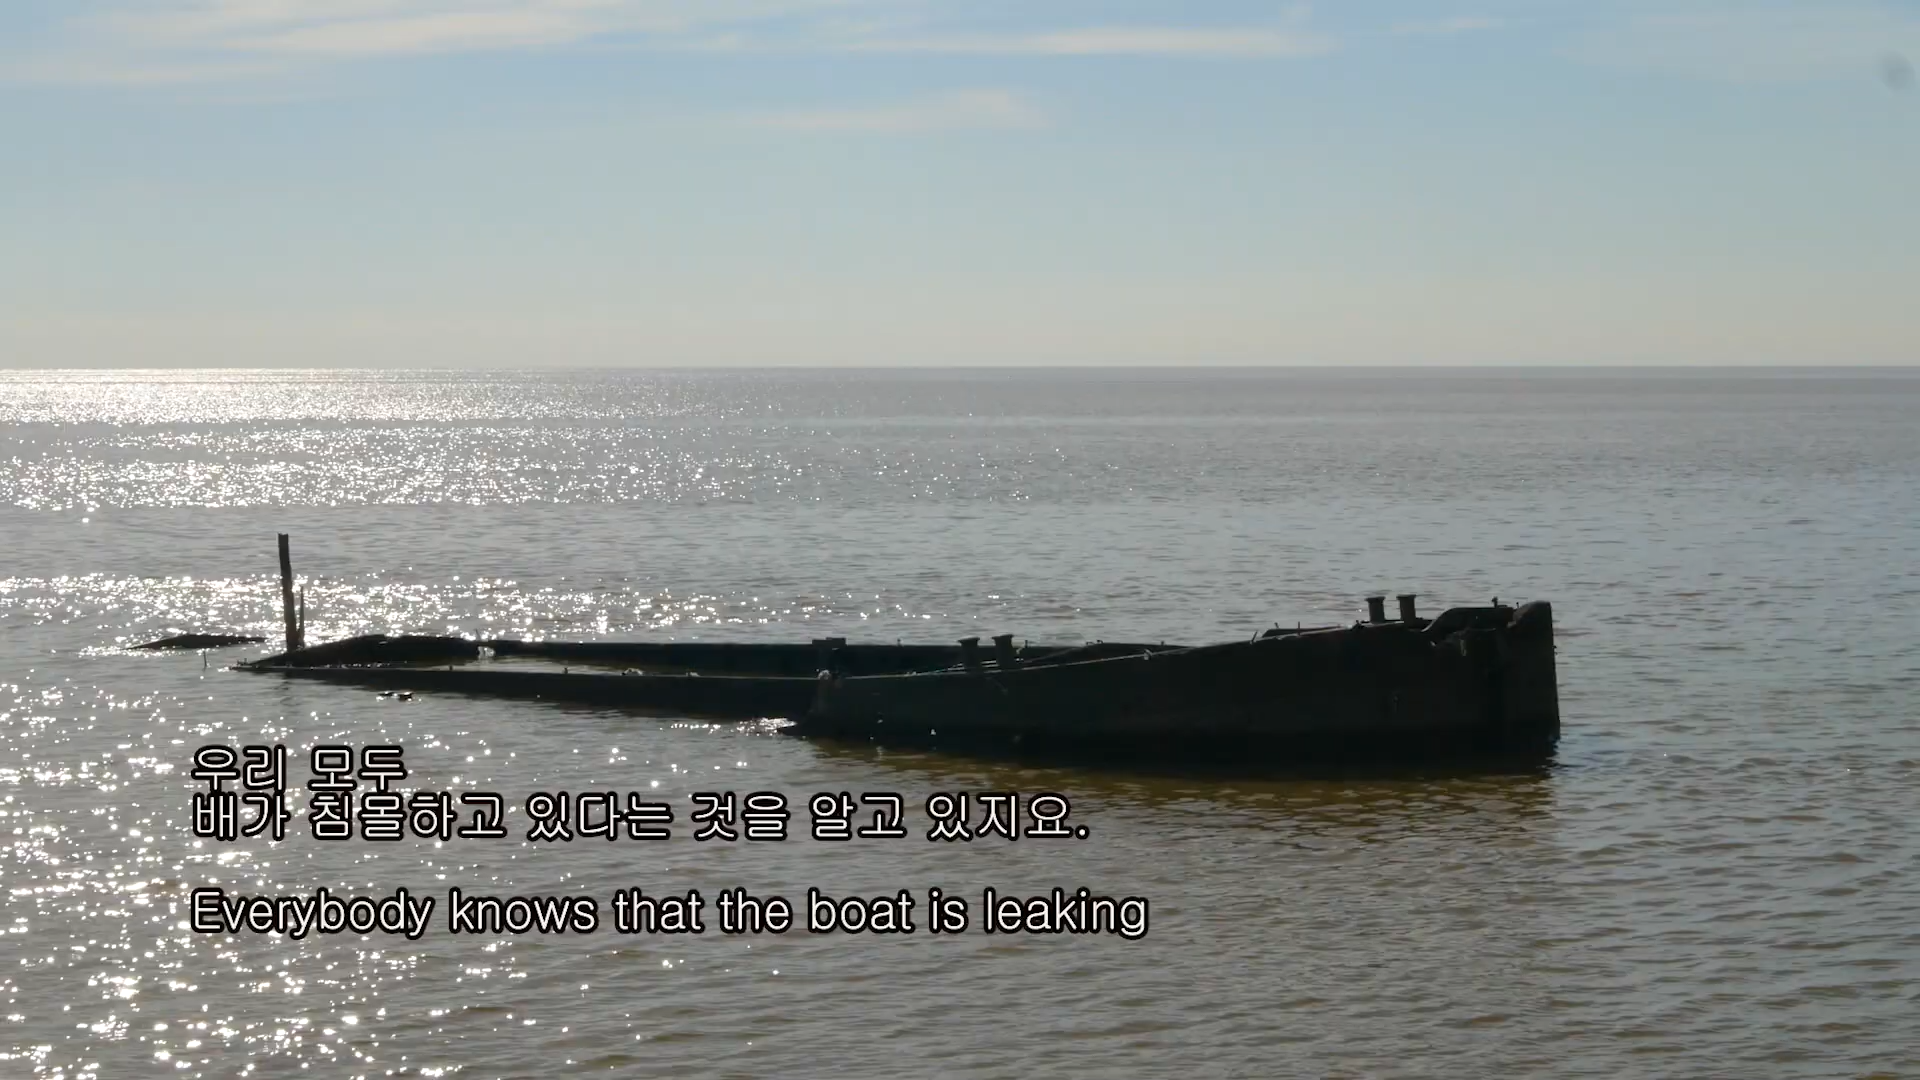 우리 모두
배가 침몰하고 있다는 것을 알고 있지요.
Everybody knows that the boat is leaking